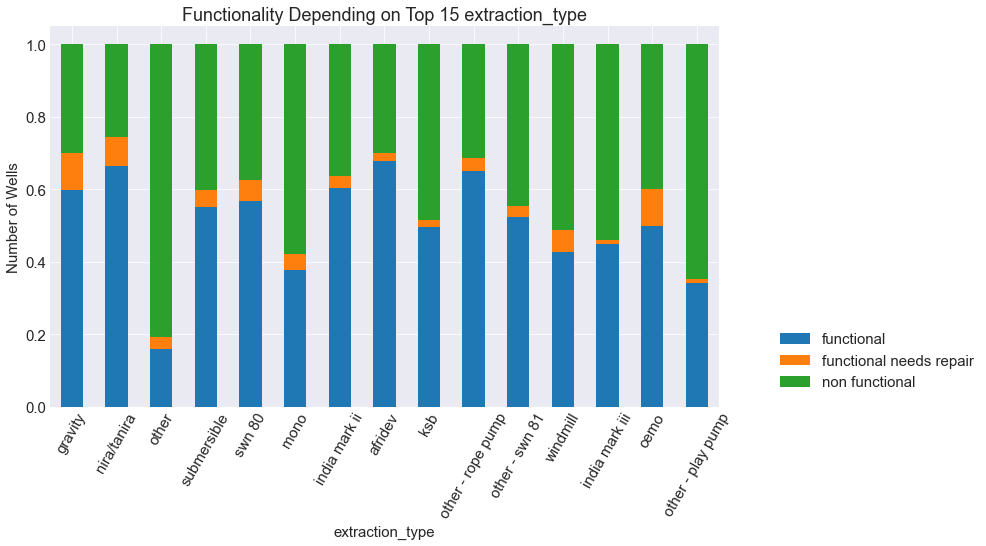 Functionality Depending on Top 15 extraction_type
Number of Wells
1.0
0.8
0.6
0.4
0.2
0.0
gravity
nira/tanira
other
submersible
swn 80
mono
india mark ii
afridev
ksb
other - rope pump
other - swn 81
windmill
india mark iii
cemo
other - play pump
extraction_type
functional
functional needs repair
non functional